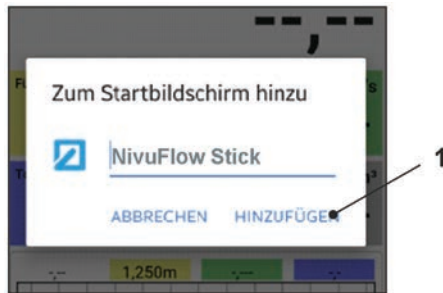 --,--
Zum Startbildschirm hinzu
NivuFlow Stick
ABBRECHEN HINZUFÜGEN
1
-,-- 1,250m -,-- -,-